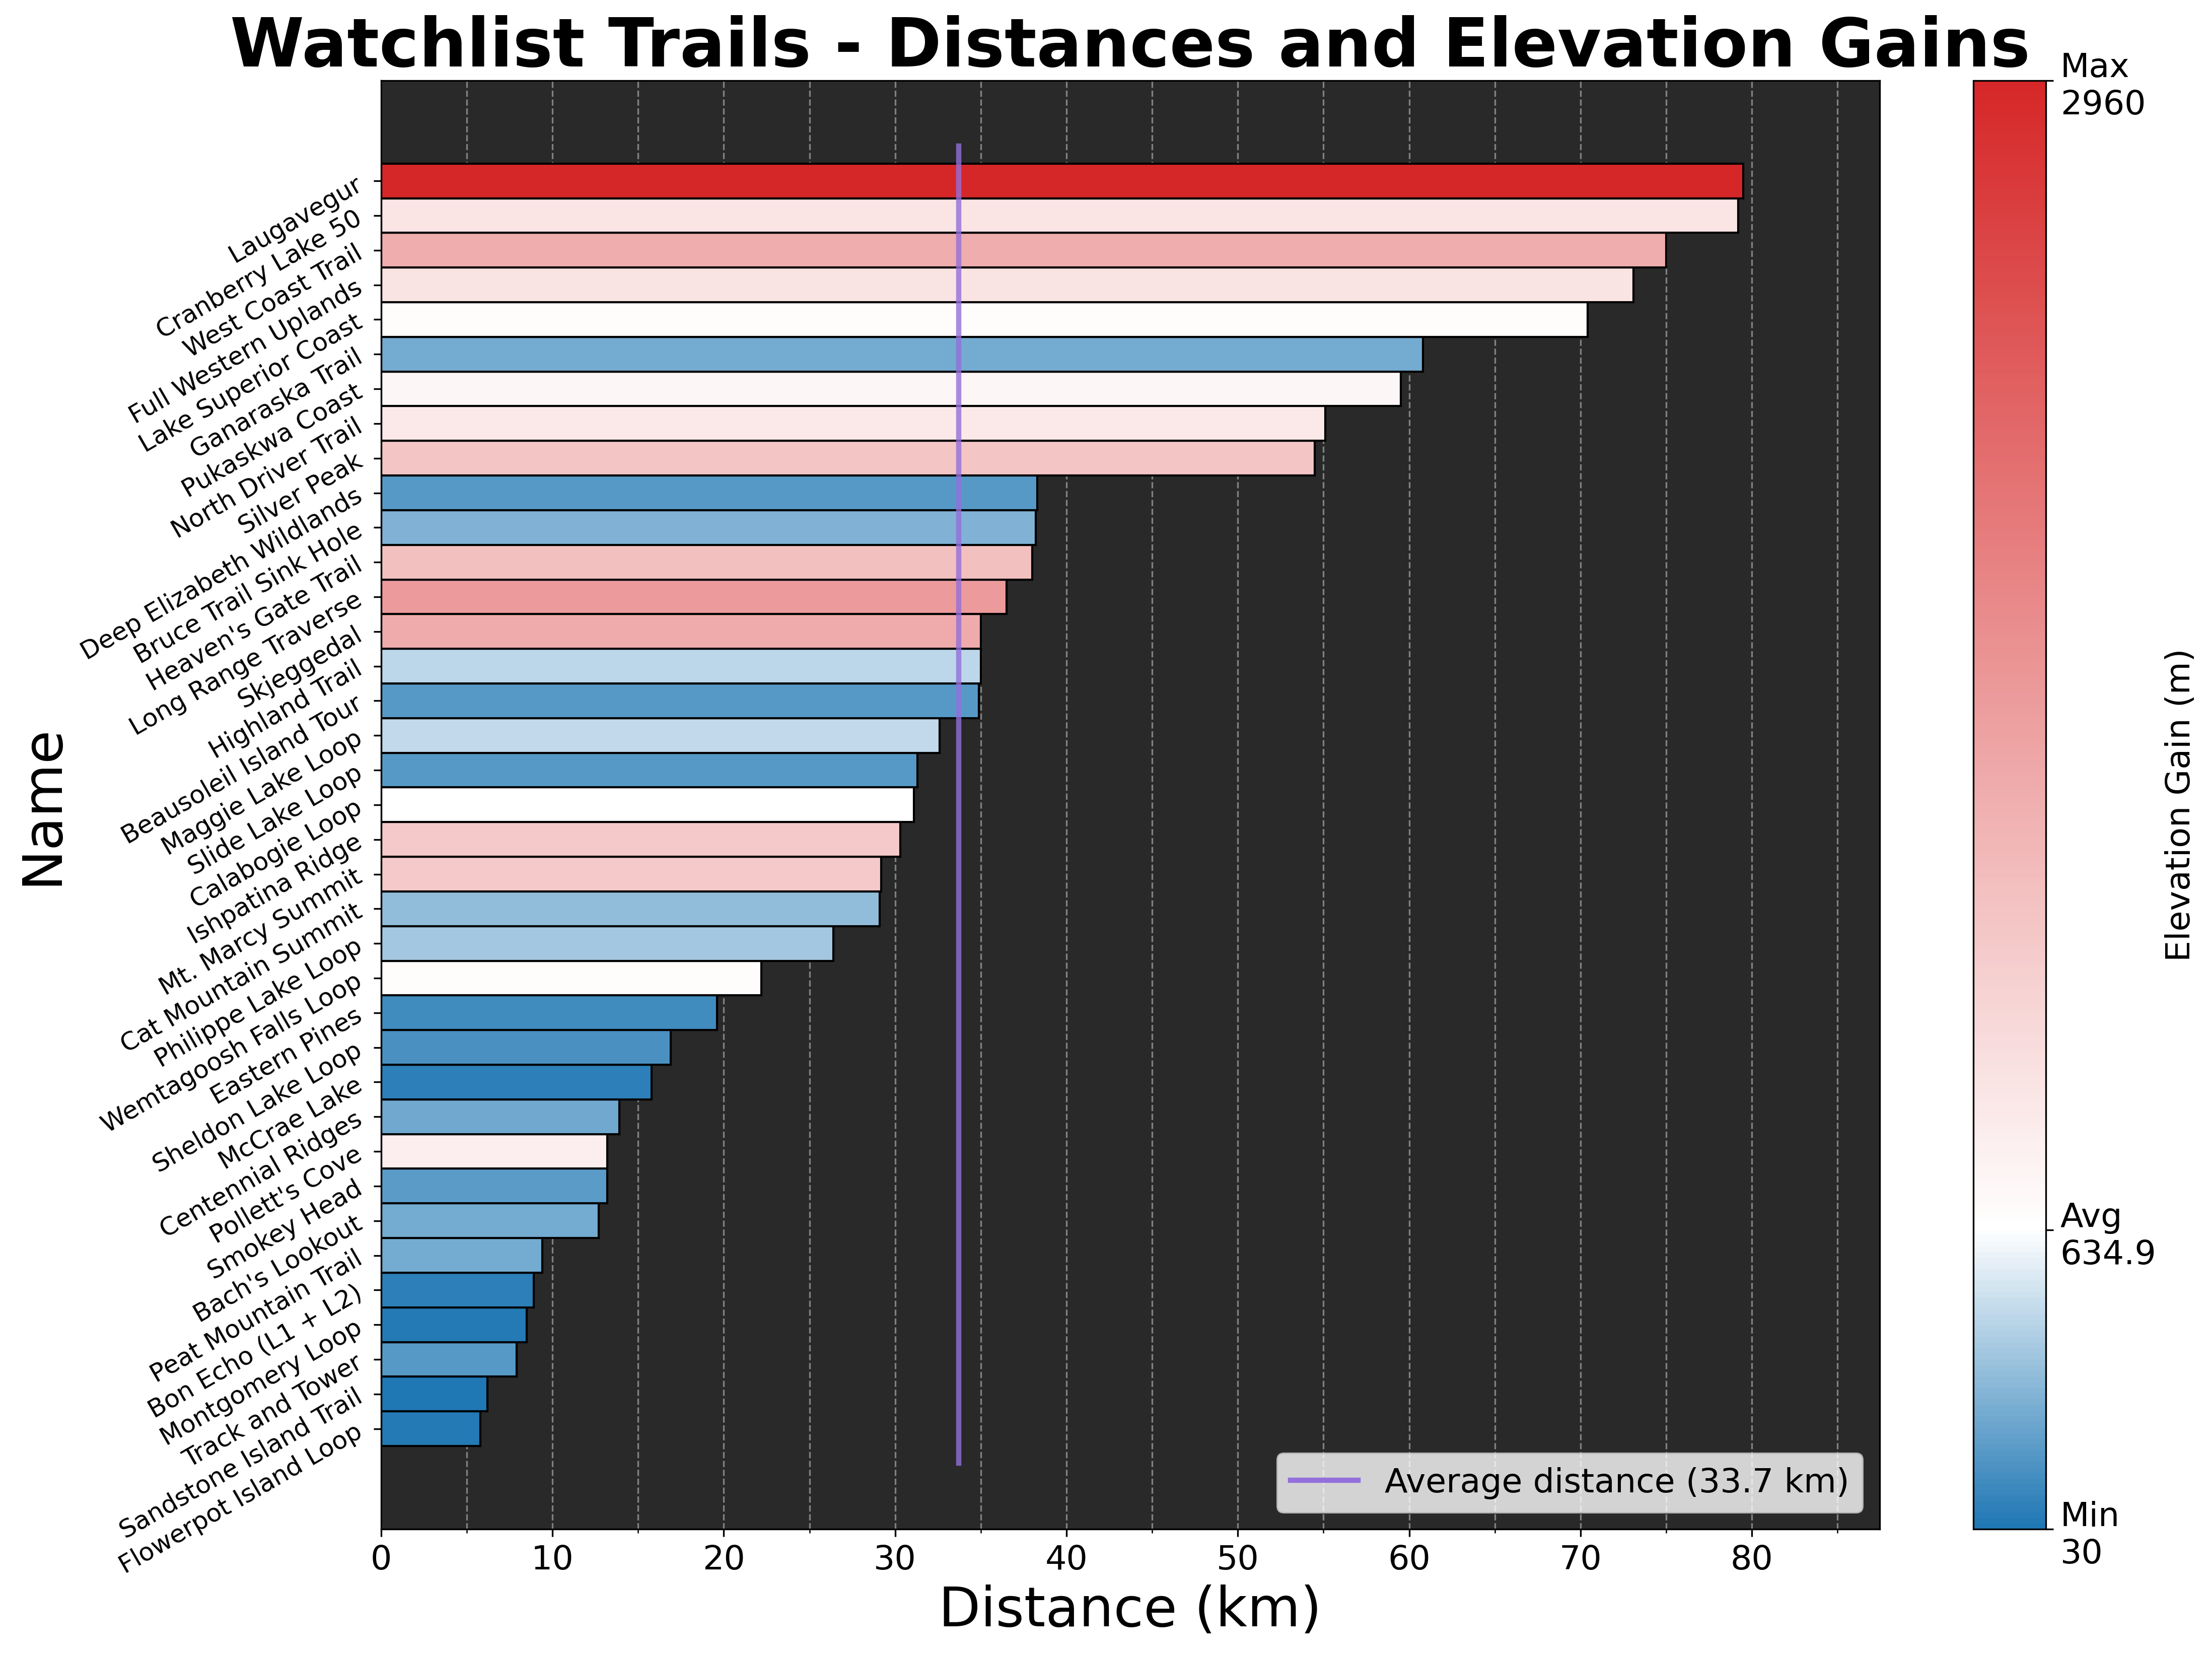 Watchlist Trails - Distances and Elevation Gains
Laugavegur
Cranberry Lake 50
West Coast Trail
Full Western Uplands
Lake Superior Coast
Ganaraska Trail
Pukaskwa Coast
North Driver Trail
Silver Peak
Deep Elizabeth Wildlands
Bruce Trail Sink Hole
Heaven's Gate Trail
Long Range Traverse
Skjeggedal
Highland Trail
Beausoleil Island Tour
Maggie Lake Loop
Slide Lake Loop
Calabogie Loop
Ishpatina Ridge
Mt. Marcy Summit
Cat Mountain Summit
Philippe Lake Loop
Wemtagoosh Falls Loop
Eastern Pines
Sheldon Lake Loop
McCrae Lake
Centennial Ridges
Pollett's Cove
Smokey Head
Bach's Lookout
Peat Mountain Trail
Bon Echo (L1 + L2)
Montgomery Loop
Track and Tower
Sandstone Island Trail
Flowerpot Island Loop
Name
0 10 20 30 40 50 60 70 80
Distance (km)
Average distance (33.7 km)
Max
2960
Avg
634.9
Min
30
Elevation Gain (m)